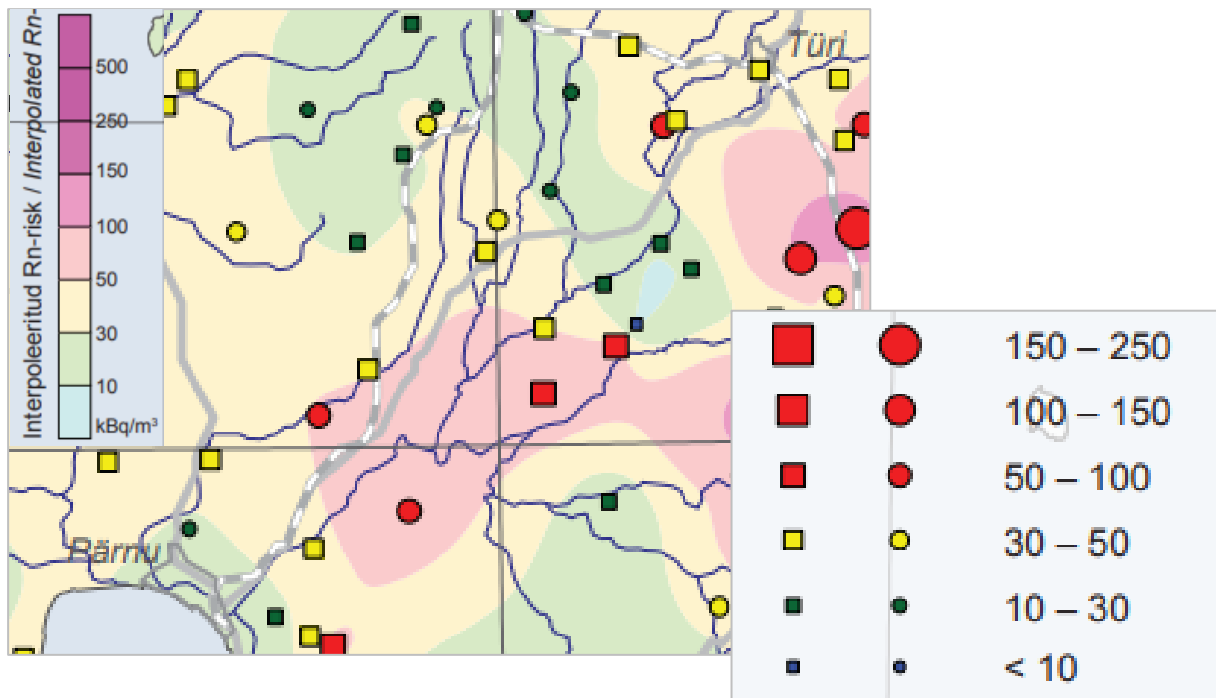 Interpoleeritud Rn-risk / Interpolated Rn-
500
250
150
100
50
30
10
kBq/m³
Türi
Pärnu
150 – 250
100 – 150
50 – 100
30 – 50
10 – 30
< 10